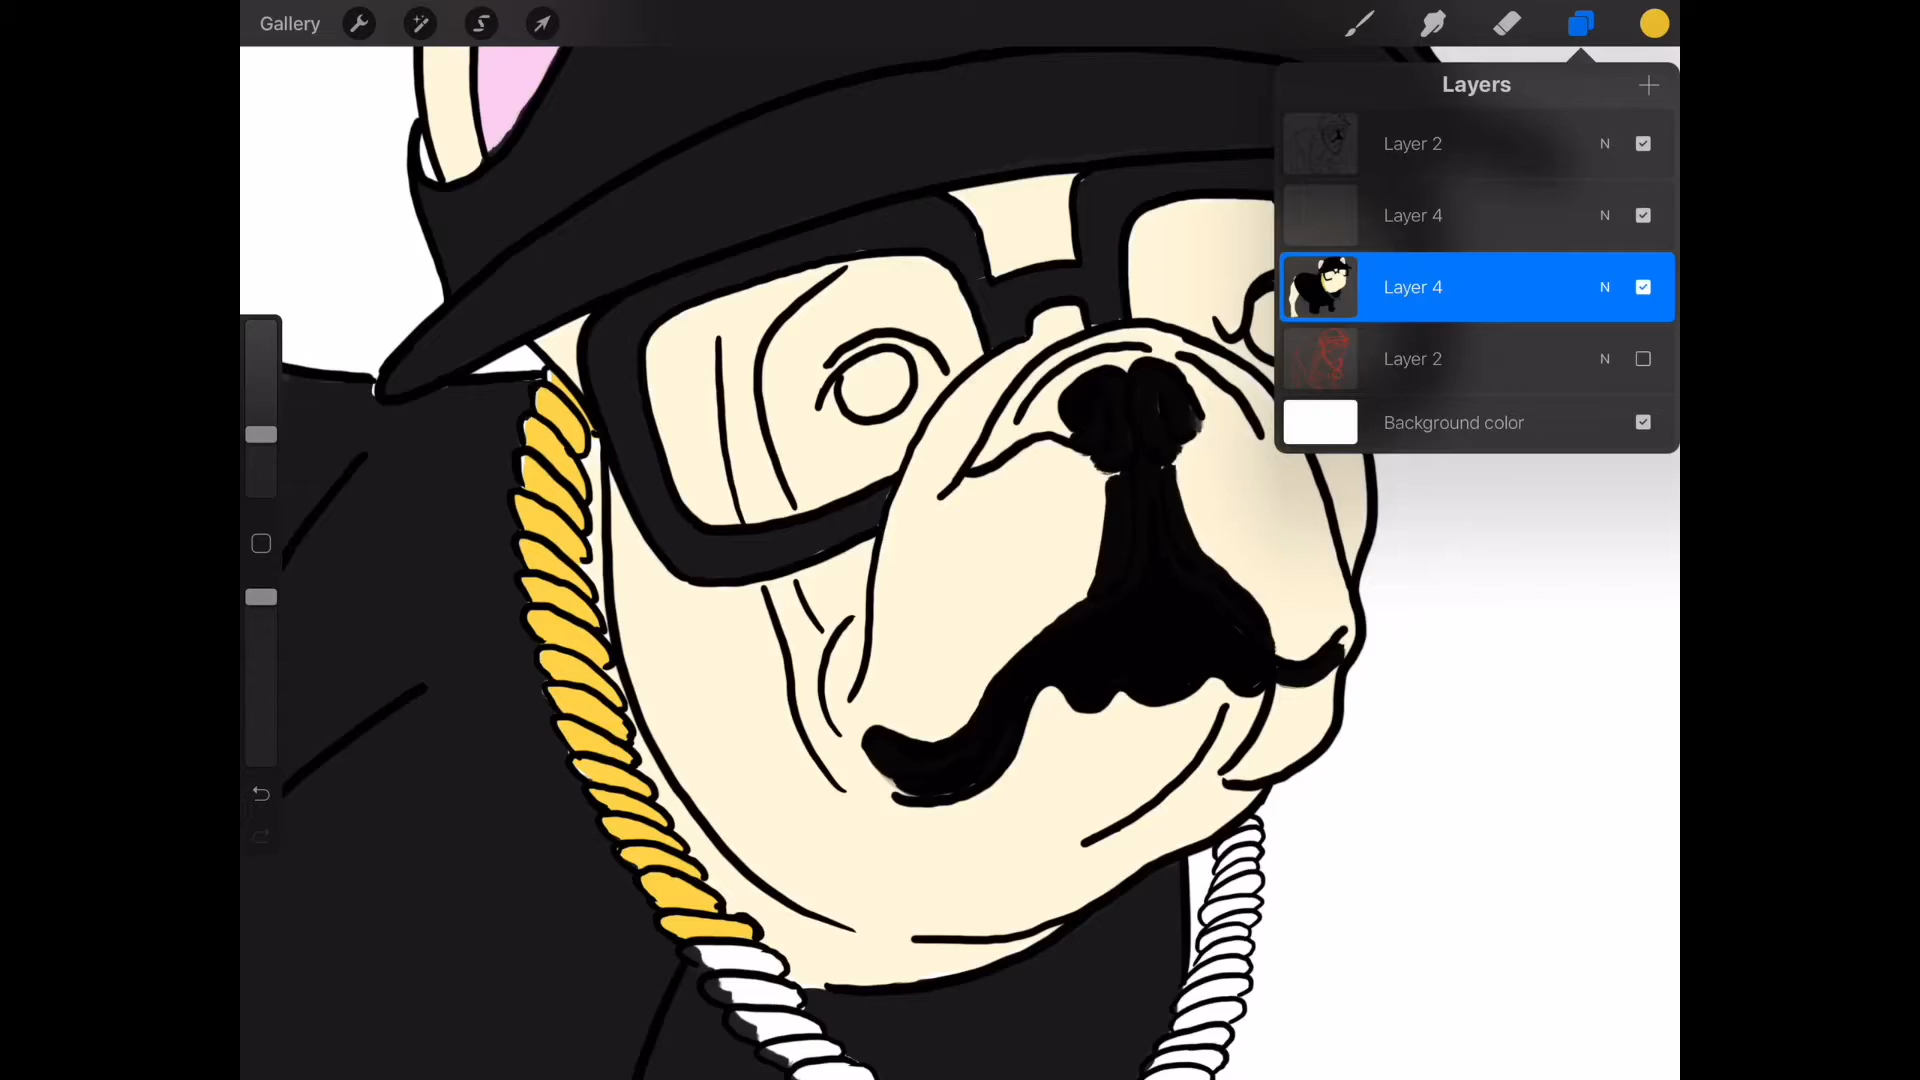 Gallery
Layers
Layer 2 N
Layer 4 N
Layer 4 N
Layer 2 N
Background color